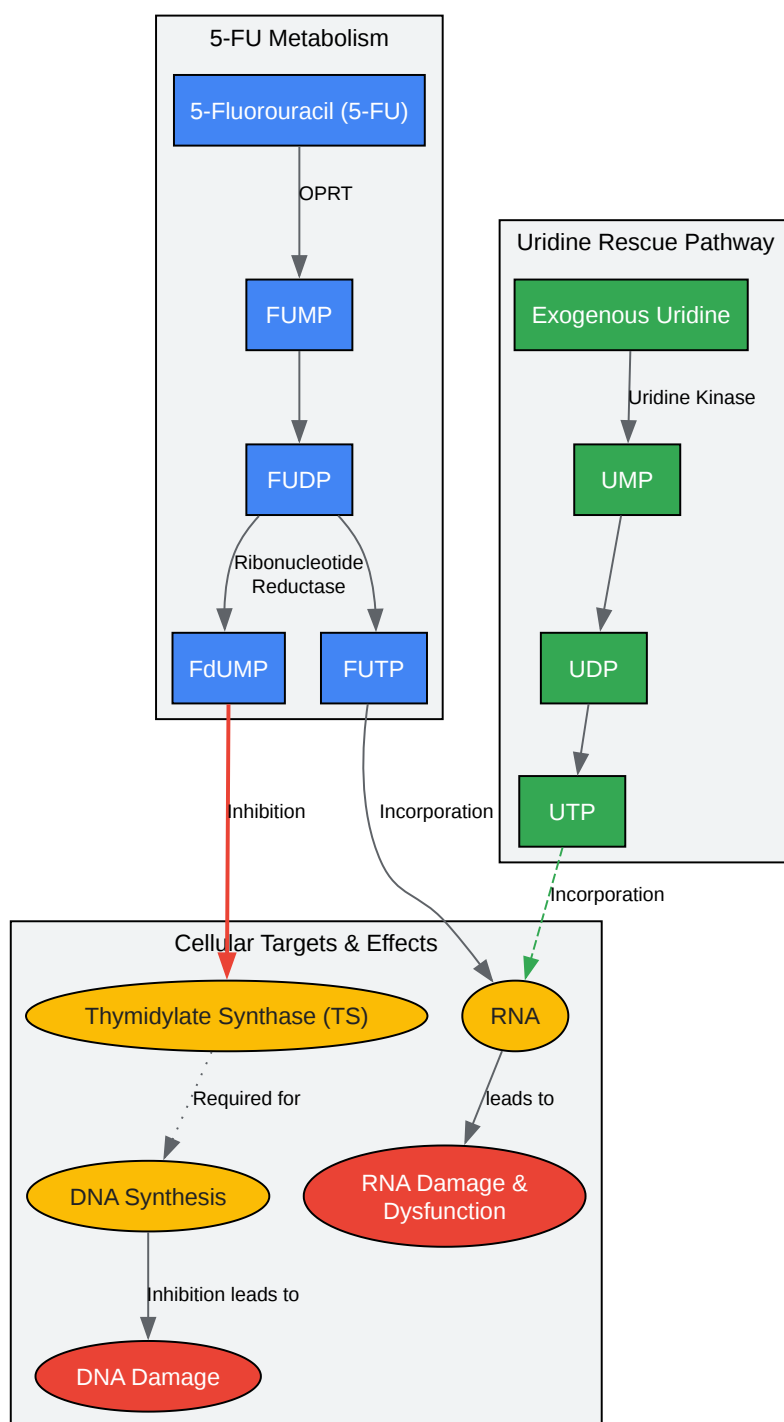 5-FU Metabolism
5-Fluorouracil (5-FU)
OPRT
FUMP
FUDP
Ribonucleotide
Reductase
FdUMP
FUTP
Inhibition
Incorporation
Uridine Rescue Pathway
Exogenous Uridine
Uridine Kinase
UMP
UDP
UTP
Incorporation
Cellular Targets & Effects
Thymidylate Synthase (TS)
RNA
Required for
leads to
DNA Synthesis
RNA Damage &
Dysfunction
Inhibition leads to
DNA Damage